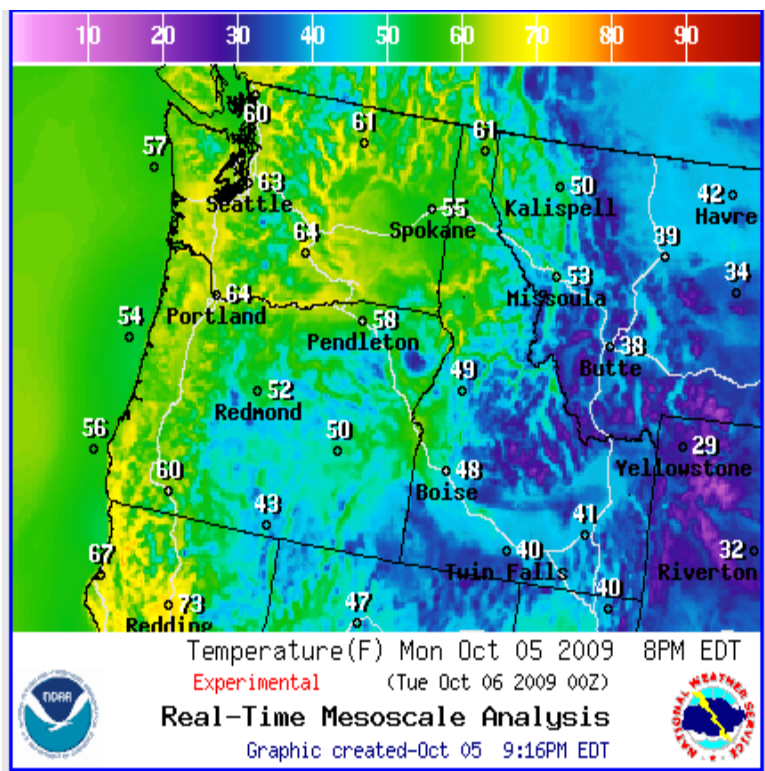 10 20 30 40 50 60 70 80 90
60
61
61
57
63
Seattle
50
Kalispell
42
Havre
55
Spokane
64
39
53
Missoula
34
64
Portland
58
Pendleton
54
38
Butte
52
Redmond
49
56
50
29
Yellowstone
60
48
Boise
43
41
40
Twin Falls
32
Riverton
67
73
Redding
47
40
Temperature(F) Mon Oct 05 2009 8PM EDT
Experimental (Tue Oct 06 2009 00Z)
Real-Time Mesoscale Analysis
Graphic created-Oct 05 9:16PM EDT
NOAA
NATIONAL WEATHER SERVICE